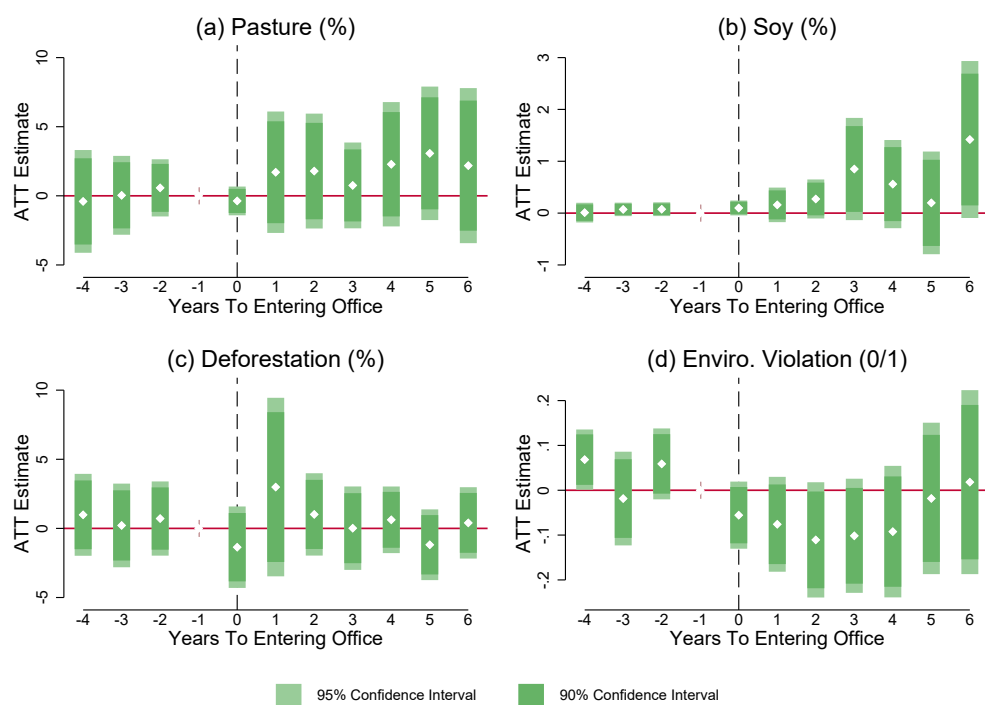 (a) Pasture (%)
ATT Estimate
10
5
0
-5
-4 -3 -2 -1 0 1 2 3 4 5 6
Years To Entering Office
(b) Soy (%)
ATT Estimate
3
2
1
0
-1
-4 -3 -2 -1 0 1 2 3 4 5 6
Years To Entering Office
(c) Deforestation (%)
ATT Estimate
10
5
0
-5
-4 -3 -2 -1 0 1 2 3 4 5 6
Years To Entering Office
(d) Enviro. Violation (0/1)
ATT Estimate
.2
.1
0
-.1
-.2
-4 -3 -2 -1 0 1 2 3 4 5 6
Years To Entering Office
95% Confidence Interval
90% Confidence Interval